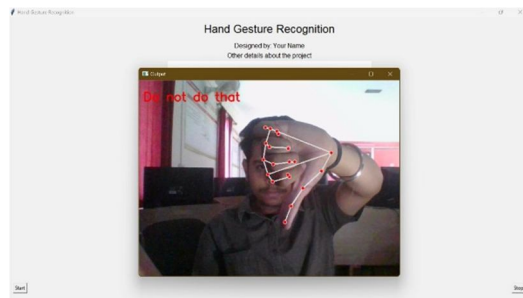 Hand Gesture Recognition
Hand Gesture Recognition
Designed by: Your Name
Other details about the project
Output
Do not do that
Start
Stop